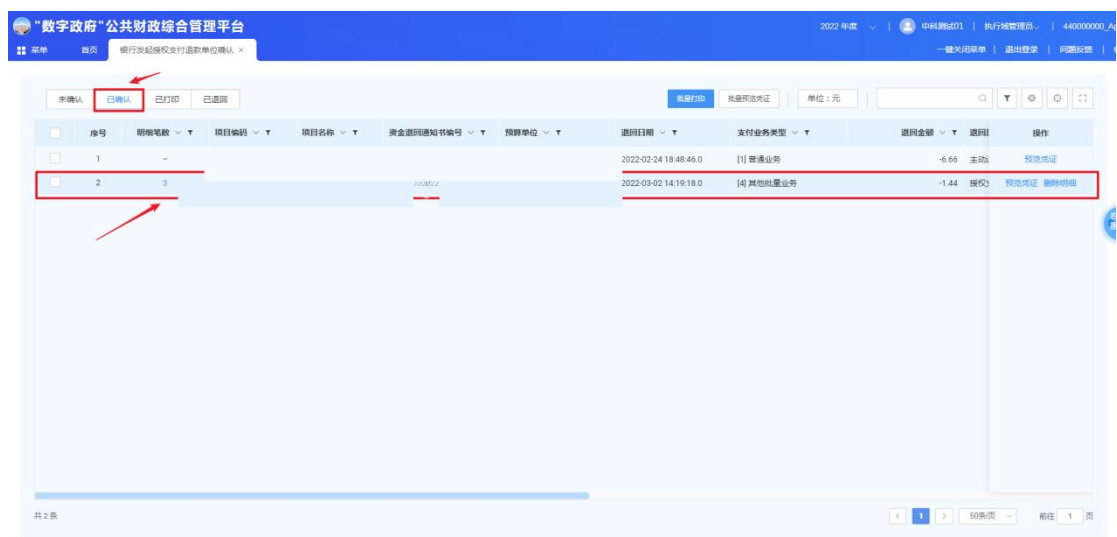 "数字政府"公共财政综合管理平台
2022 年度 | 中科测试01 | 执行域管理员 | 440000000_A
菜单 首页 银行发起授权支付退款单位确认 ×
一键关闭菜单 | 退出登录 | 问题反馈 |
未确认 已确认 已打印 已退回 批量打印 批量预览凭证 单位:元
序号 明细笔数 项目编码 项目名称 资金退回通知书编号 预算单位 退回日期 支付业务类型 退回金额 退回 操作
1 – 2022-02-24 18:48:46.0 [1] 普通业务 -6.66 主动 预览凭证
2 3 2022-03-02 14:19:18.0 [4] 其他批量业务 -1.44 授权 预览凭证 删除明细
共 2 条 < 1 > 50条/页 前往 1 页